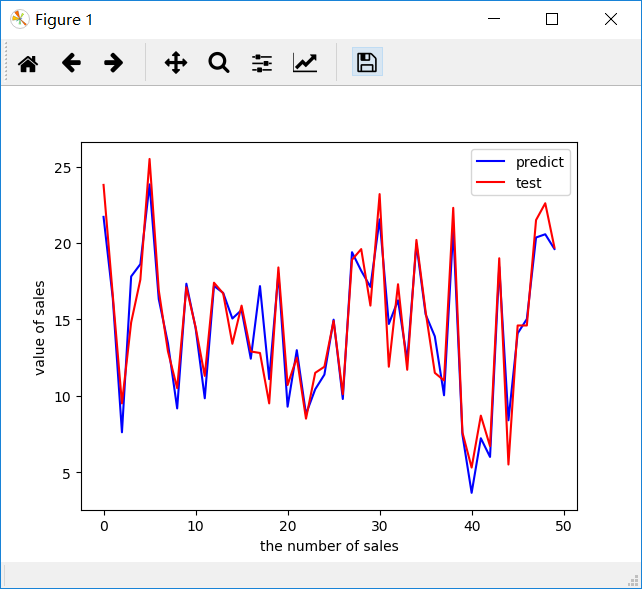 Figure 1
predict
test
25
20
15
10
5
value of sales
0 10 20 30 40 50
the number of sales